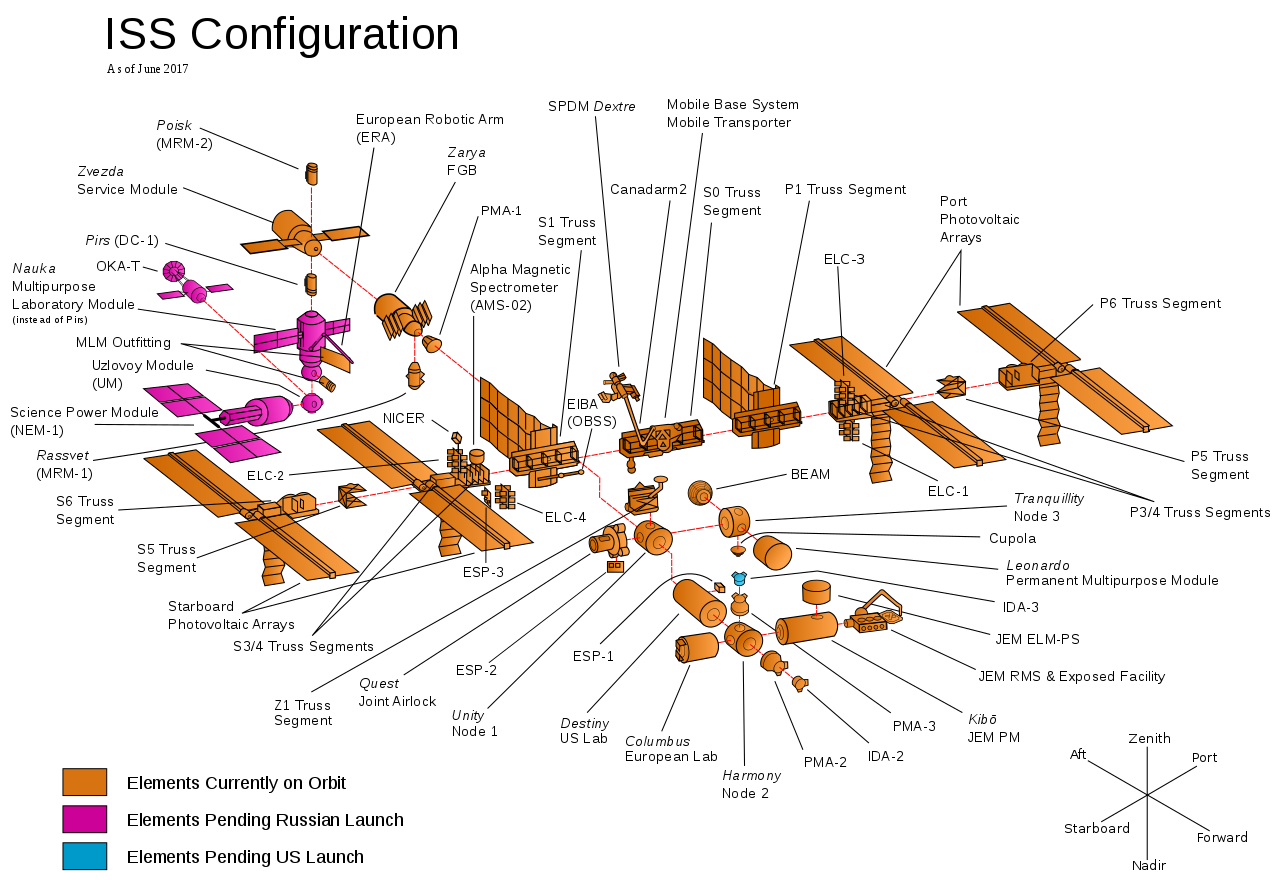 ISS Configuration
As of June 2017
SPDM Dextre
Mobile Base System
Mobile Transporter
Poisk
(MRM-2)
European Robotic Arm
(ERA)
Zarya
FGB
Zvezda
Service Module
Canadarm2
S0 Truss
Segment
P1 Truss Segment
Port
Photovoltaic
Arrays
PMA-1
S1 Truss
Segment
Pirs (DC-1)
OKA-T
ELC-3
Nauka
Multipurpose
Laboratory Module
(instead of Pirs)
Alpha Magnetic
Spectrometer
(AMS-02)
P6 Truss Segment
MLM Outfitting
Uzlovoy Module
(UM)
Science Power Module
(NEM-1)
NICER
EIBA
(OBSS)
Rassvet
(MRM-1)
ELC-2
BEAM
P5 Truss
Segment
S6 Truss
Segment
ELC-4
ELC-1
Tranquillity
Node 3
P3/4 Truss Segments
Cupola
S5 Truss
Segment
ESP-3
Leonardo
Permanent Multipurpose Module
Starboard
Photovoltaic Arrays
IDA-3
S3/4 Truss Segments
JEM ELM-PS
ESP-2
ESP-1
JEM RMS & Exposed Facility
Quest
Joint Airlock
Z1 Truss
Segment
Unity
Node 1
Destiny
US Lab
Columbus
European Lab
PMA-3
Kibō
JEM PM
Harmony
Node 2
PMA-2
IDA-2
Zenith
Aft
Port
Starboard
Forward
Nadir
Elements Currently on Orbit
Elements Pending Russian Launch
Elements Pending US Launch